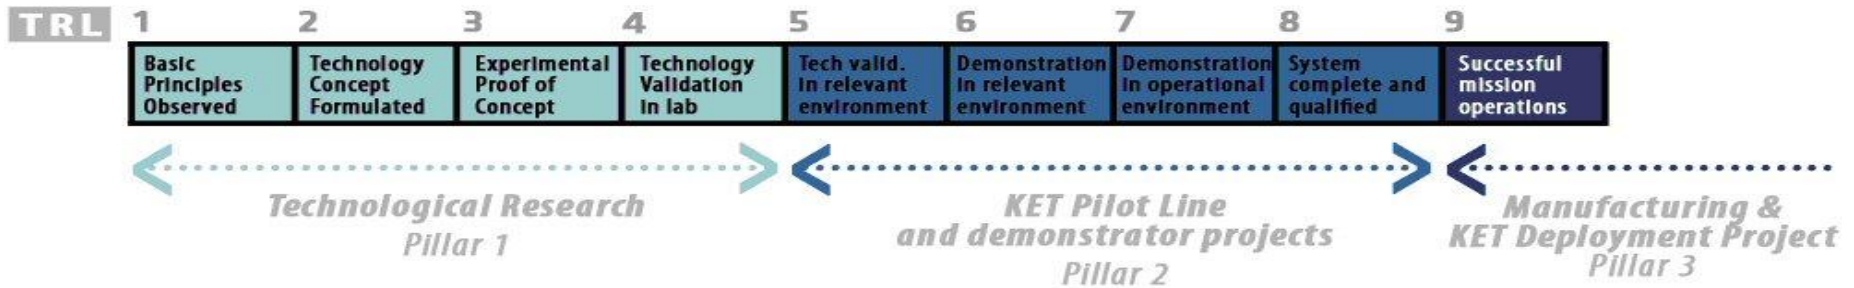 TRL 1 2 3 4 5 6 7 8 9
Basic
Principles
Observed
Technology
Concept
Formulated
Experimental
Proof of
Concept
Technology
Validation
in lab
Tech valid.
in relevant
environment
Demonstration
in relevant
environment
Demonstration
in operational
environment
System
complete and
qualified
Successful
mission
operations
Technological Research
Pillar 1
KET Pilot Line
and demonstrator projects
Pillar 2
Manufacturing &
KET Deployment Project
Pillar 3